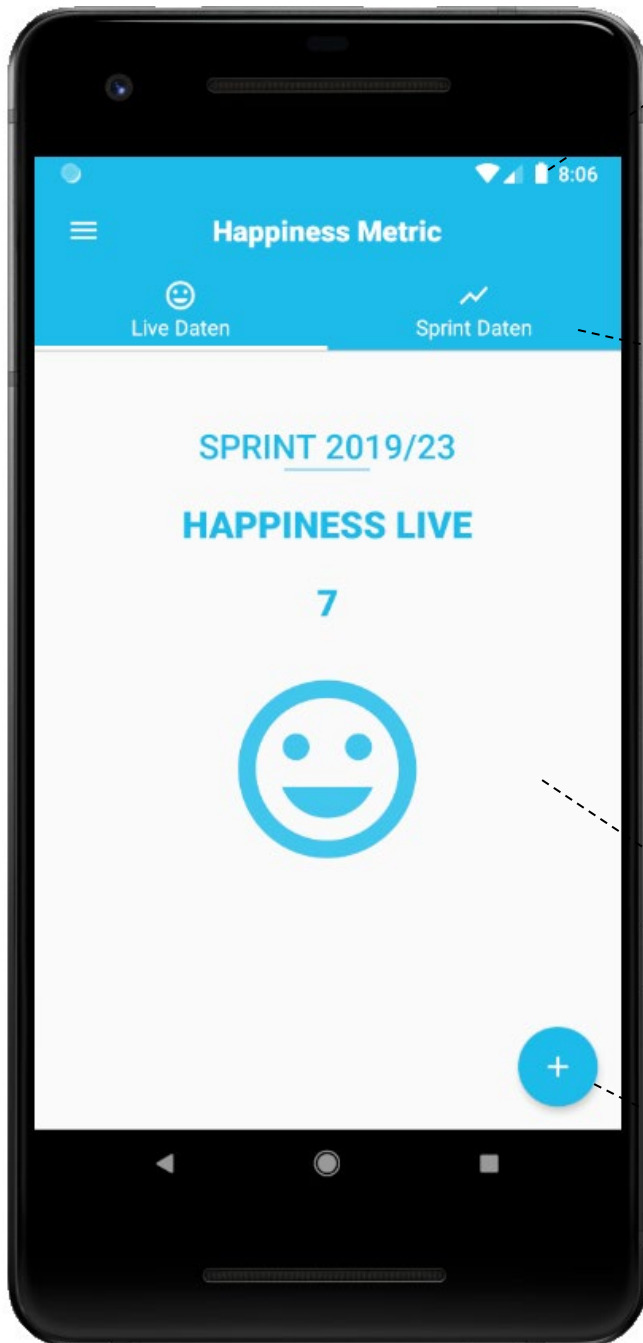 8:06
Happiness Metric
Live Daten
Sprint Daten
SPRINT 2019/23
HAPPINESS LIVE
7
+